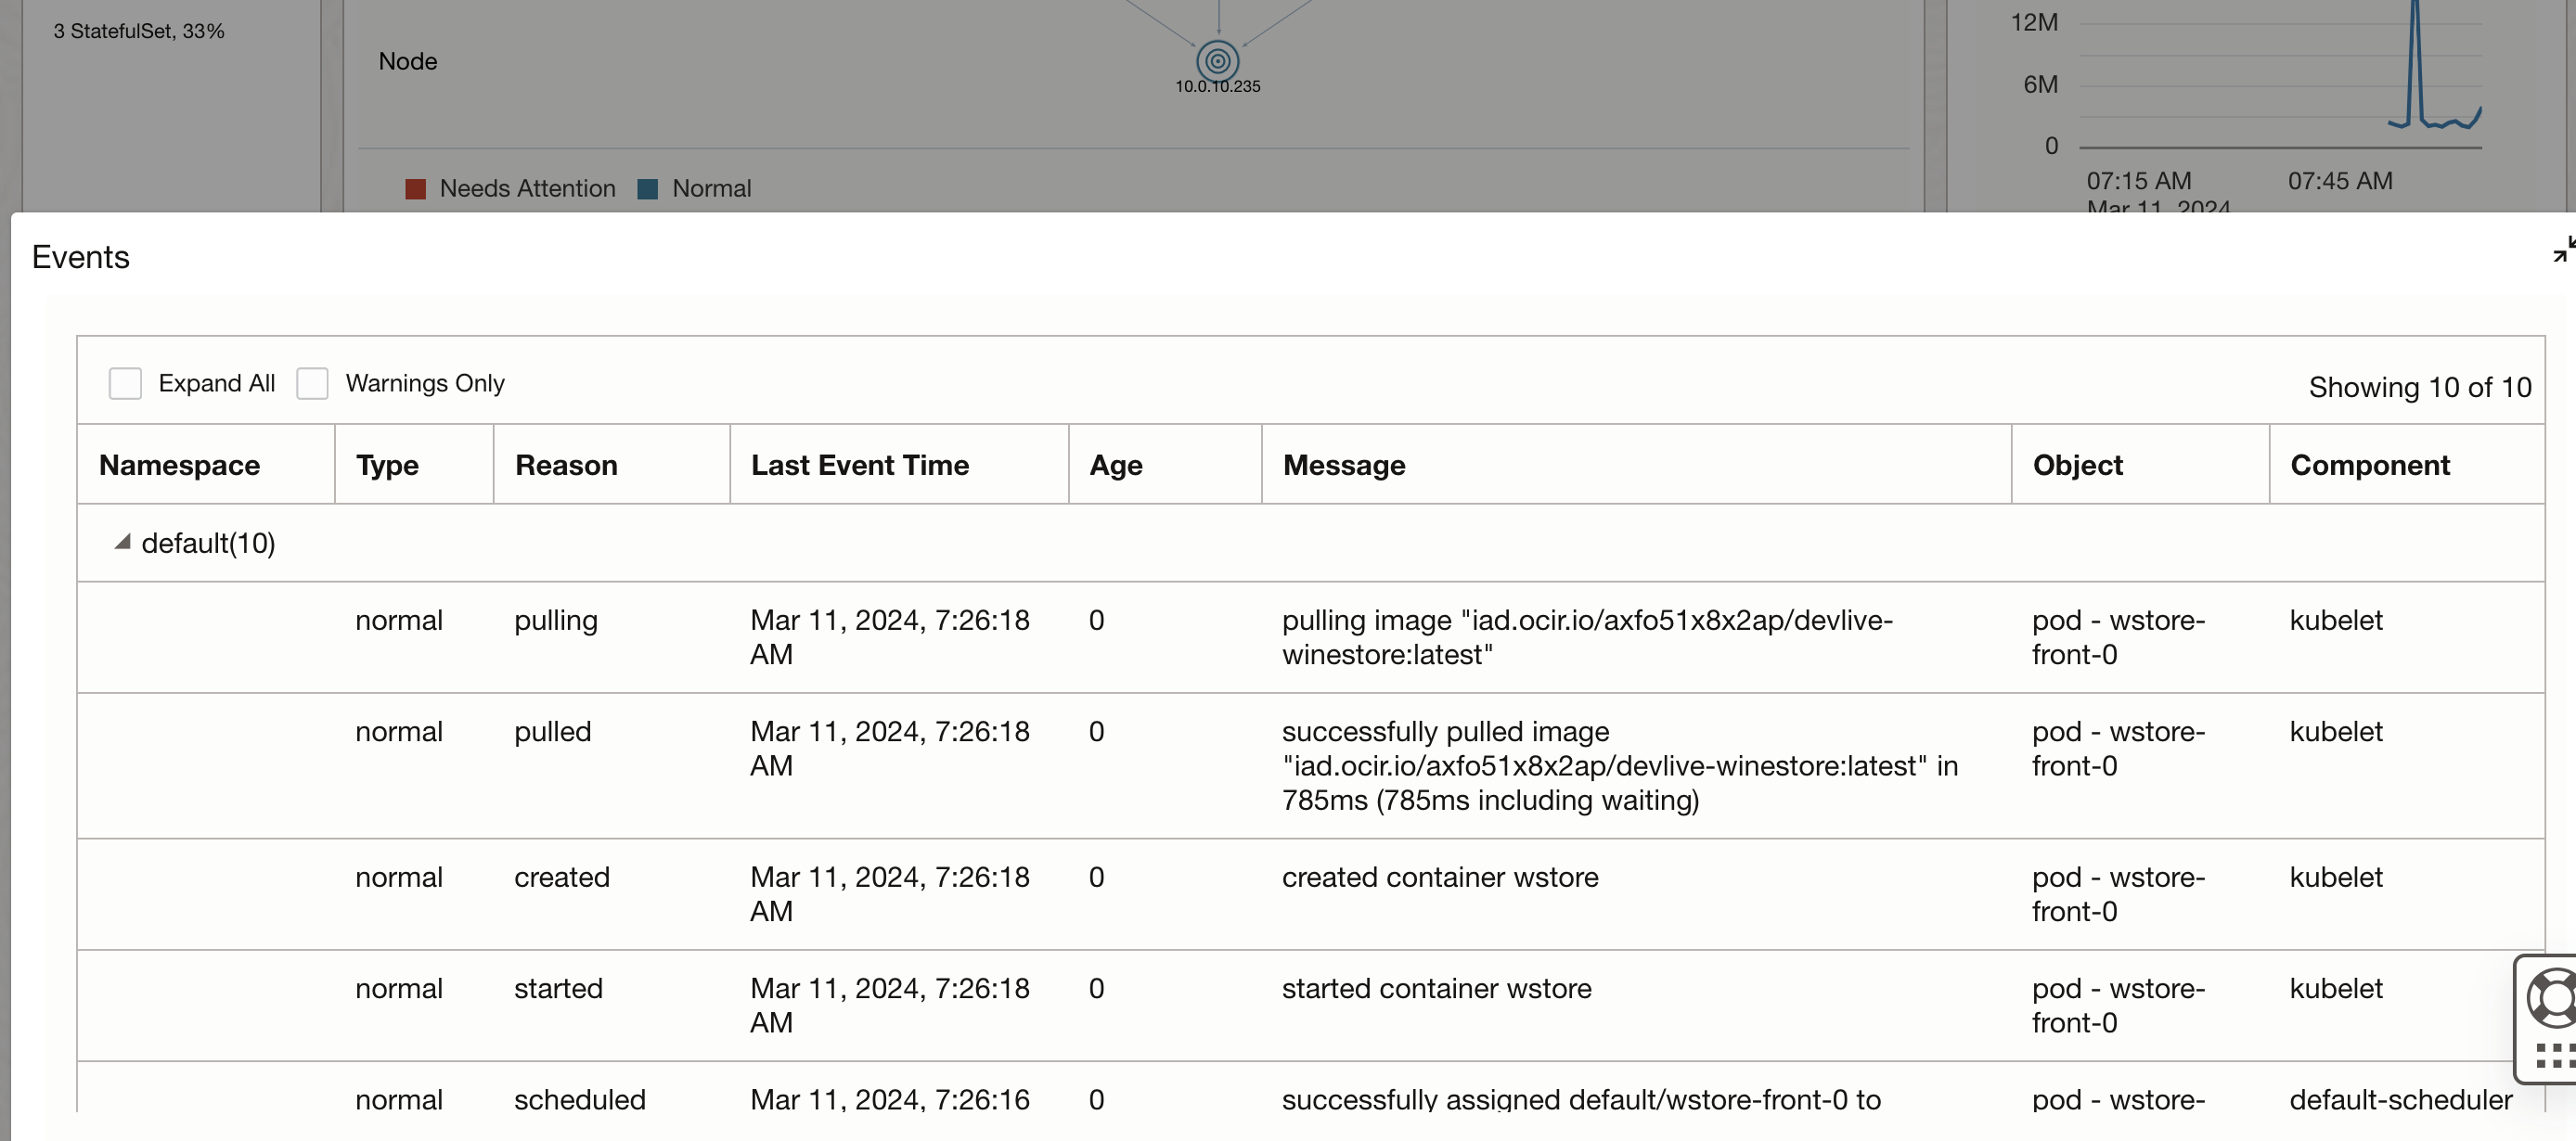 3 StatefulSet, 33%
Node
10.0.10.235
Needs Attention Normal
12M
6M
0
07:15 AM 07:45 AM
Mar 11, 2024
Events
Expand All Warnings Only Showing 10 of 10
Namespace Type Reason Last Event Time Age Message Object Component
default(10)
normal pulling Mar 11, 2024, 7:26:18 0 pulling image "iad.ocir.io/axfo51x8x2ap/devlive- pod - wstore- kubelet
AM winestore:latest" front-0
normal pulled Mar 11, 2024, 7:26:18 0 successfully pulled image pod - wstore- kubelet
AM "iad.ocir.io/axfo51x8x2ap/devlive-winestore:latest" in front-0
785ms (785ms including waiting)
normal created Mar 11, 2024, 7:26:18 0 created container wstore pod - wstore- kubelet
AM front-0
normal started Mar 11, 2024, 7:26:18 0 started container wstore pod - wstore- kubelet
AM front-0
normal scheduled Mar 11, 2024, 7:26:16 0 successfully assigned default/wstore-front-0 to pod - wstore- default-scheduler